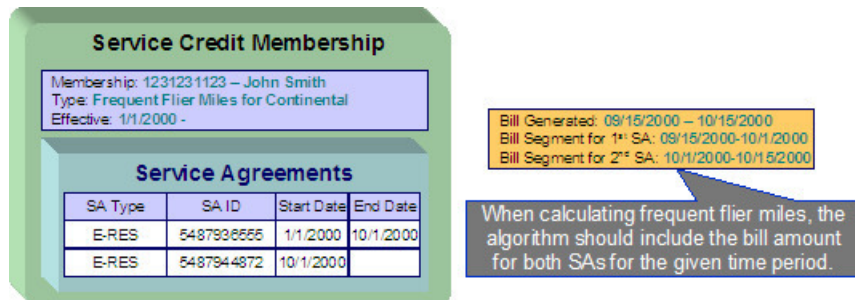 Service Credit Membership
Membership: 1231231123 – John Smith
Type: Frequent Flier Miles for Continental
Effective: 1/1/2000 -
Service Agreements
SA Type SA ID Start Date End Date
E-RES 5487936555 1/1/2000 10/1/2000
E-RES 5487944872 10/1/2000
Bill Generated: 09/15/2000 – 10/15/2000
Bill Segment for 1st SA: 09/15/2000-10/1/2000
Bill Segment for 2nd SA: 10/1/2000-10/15/2000
When calculating frequent flier miles, the
algorithm should include the bill amount
for both SAs for the given time period.